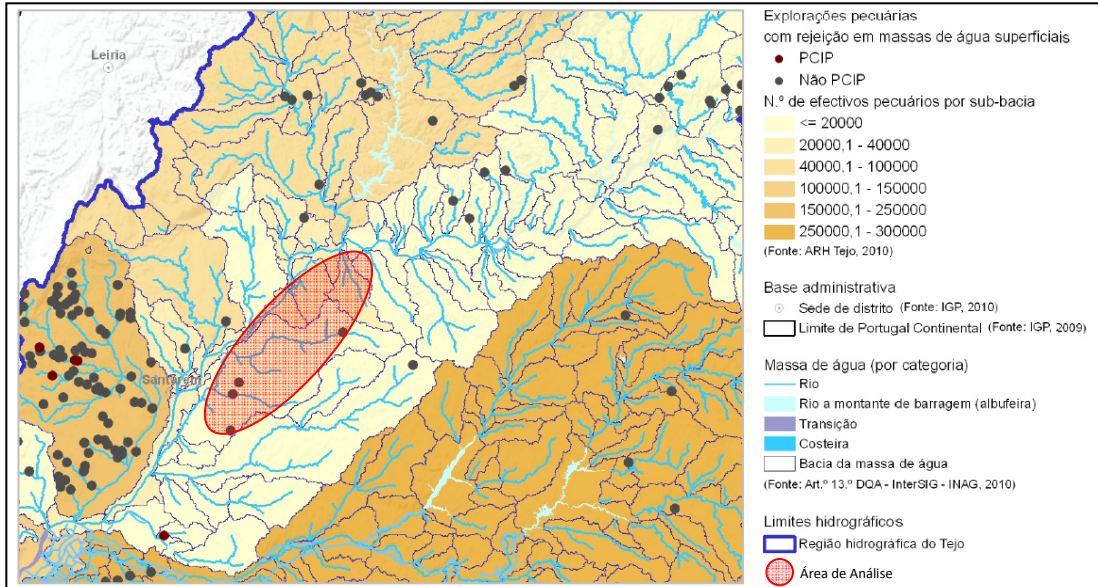 Leiria
Santarém
Explorações pecuárias
com rejeição em massas de água superficiais
PCIP
Não PCIP
N.º de efectivos pecuários por sub-bacia
<= 20000
20000,1 - 40000
40000,1 - 100000
100000,1 - 150000
150000,1 - 250000
250000,1 - 300000
(Fonte: ARH Tejo, 2010)
Base administrativa
Sede de distrito (Fonte: IGP, 2010)
Limite de Portugal Continental (Fonte: IGP, 2009)
Massa de água (por categoria)
Rio
Rio a montante de barragem (albufeira)
Transição
Costeira
Bacia da massa de água
(Fonte: Art.º 13.º DQA - InterSIG - INAG, 2010)
Limites hidrográficos
Região hidrográfica do Tejo
Área de Análise